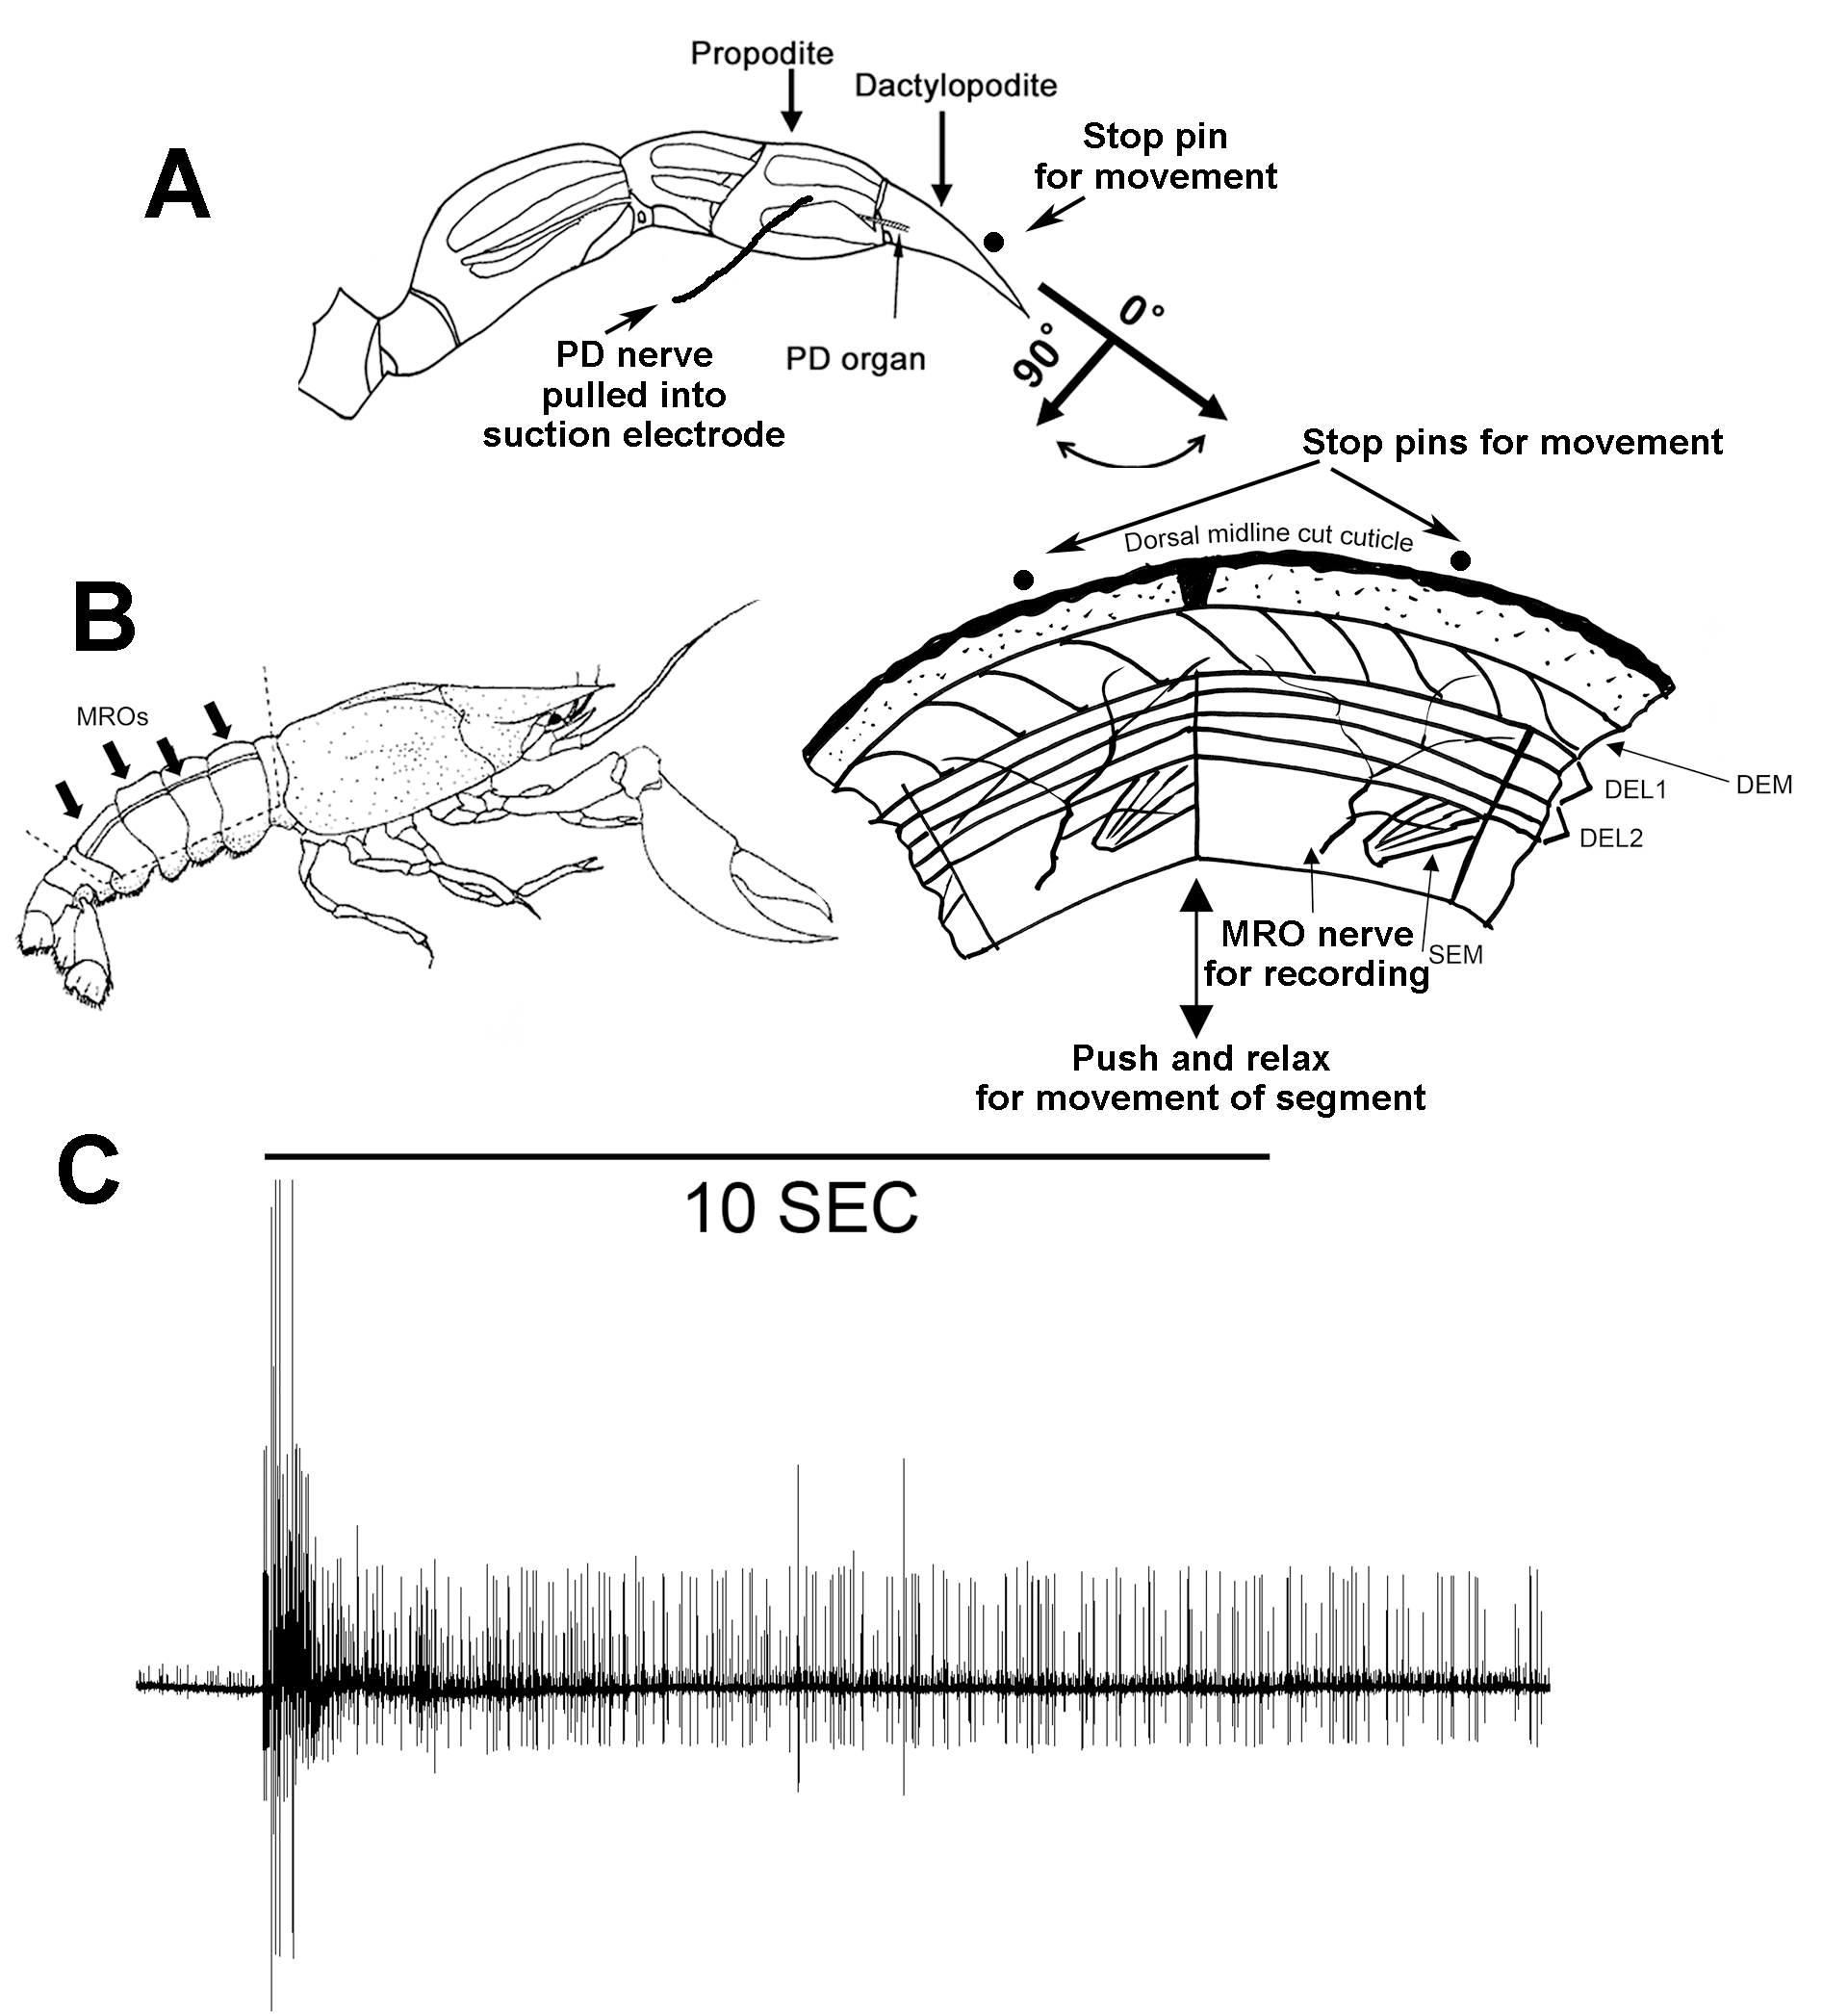 A
Propodite
Dactylopodite
Stop pin
for movement
PD nerve
pulled into
suction electrode
PD organ
0°
90°
B
MROs
Stop pins for movement
Dorsal midline cut cuticle
DEM
DEL1
DEL2
MRO nerve
for recording
SEM
Push and relax
for movement of segment
C
10 SEC